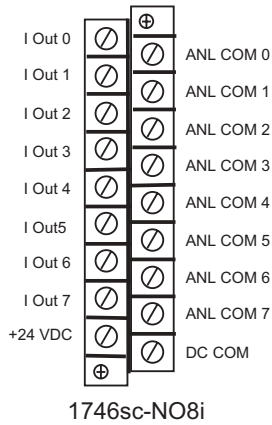 I Out 0
ANL COM 0
I Out 1
ANL COM 1
I Out 2
ANL COM 2
I Out 3
ANL COM 3
I Out 4
ANL COM 4
I Out5
ANL COM 5
I Out 6
ANL COM 6
I Out 7
ANL COM 7
+24 VDC
DC COM
1746sc-NO8i